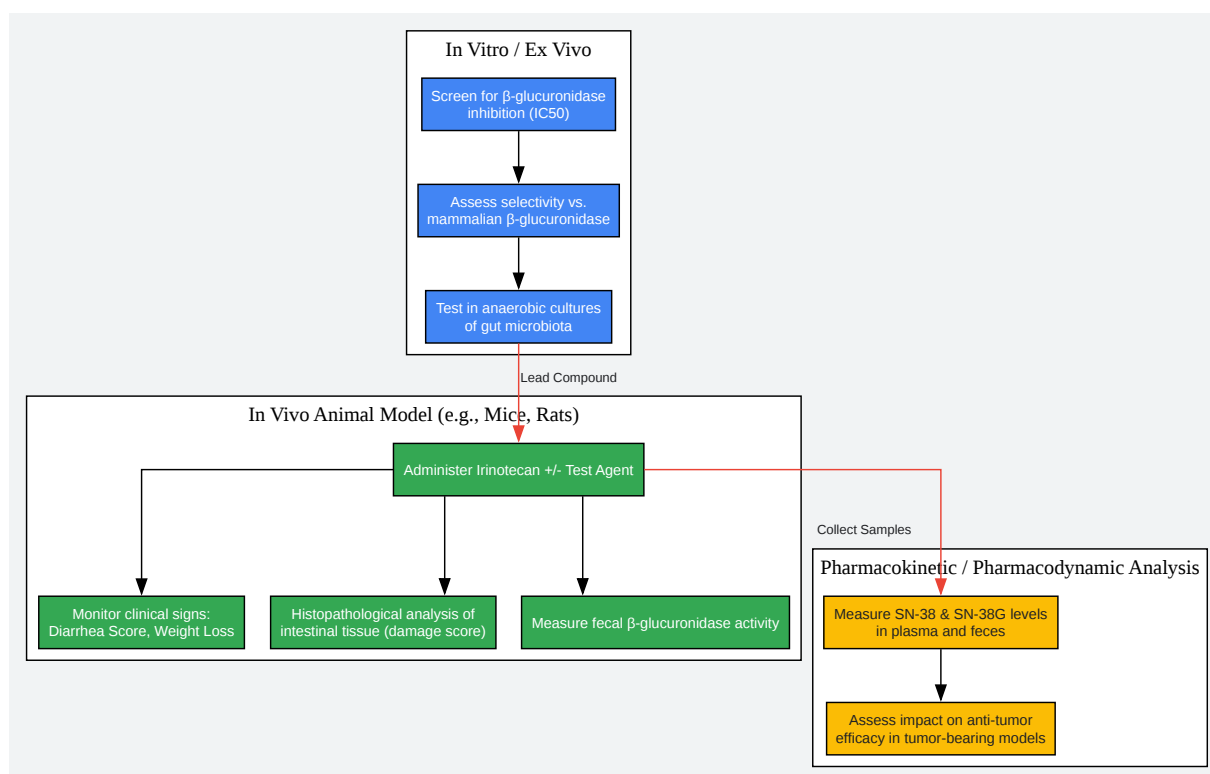 In Vitro / Ex Vivo
Screen for β-glucuronidase
inhibition (IC50)
Assess selectivity vs.
mammalian β-glucuronidase
Test in anaerobic cultures
of gut microbiota
Lead Compound
In Vivo Animal Model (e.g., Mice, Rats)
Administer Irinotecan +/- Test Agent
Monitor clinical signs:
Diarrhea Score, Weight Loss
Histopathological analysis of
intestinal tissue (damage score)
Measure fecal β-glucuronidase activity
Collect Samples
Pharmacokinetic / Pharmacodynamic Analysis
Measure SN-38 & SN-38G levels
in plasma and feces
Assess impact on anti-tumor
efficacy in tumor-bearing models